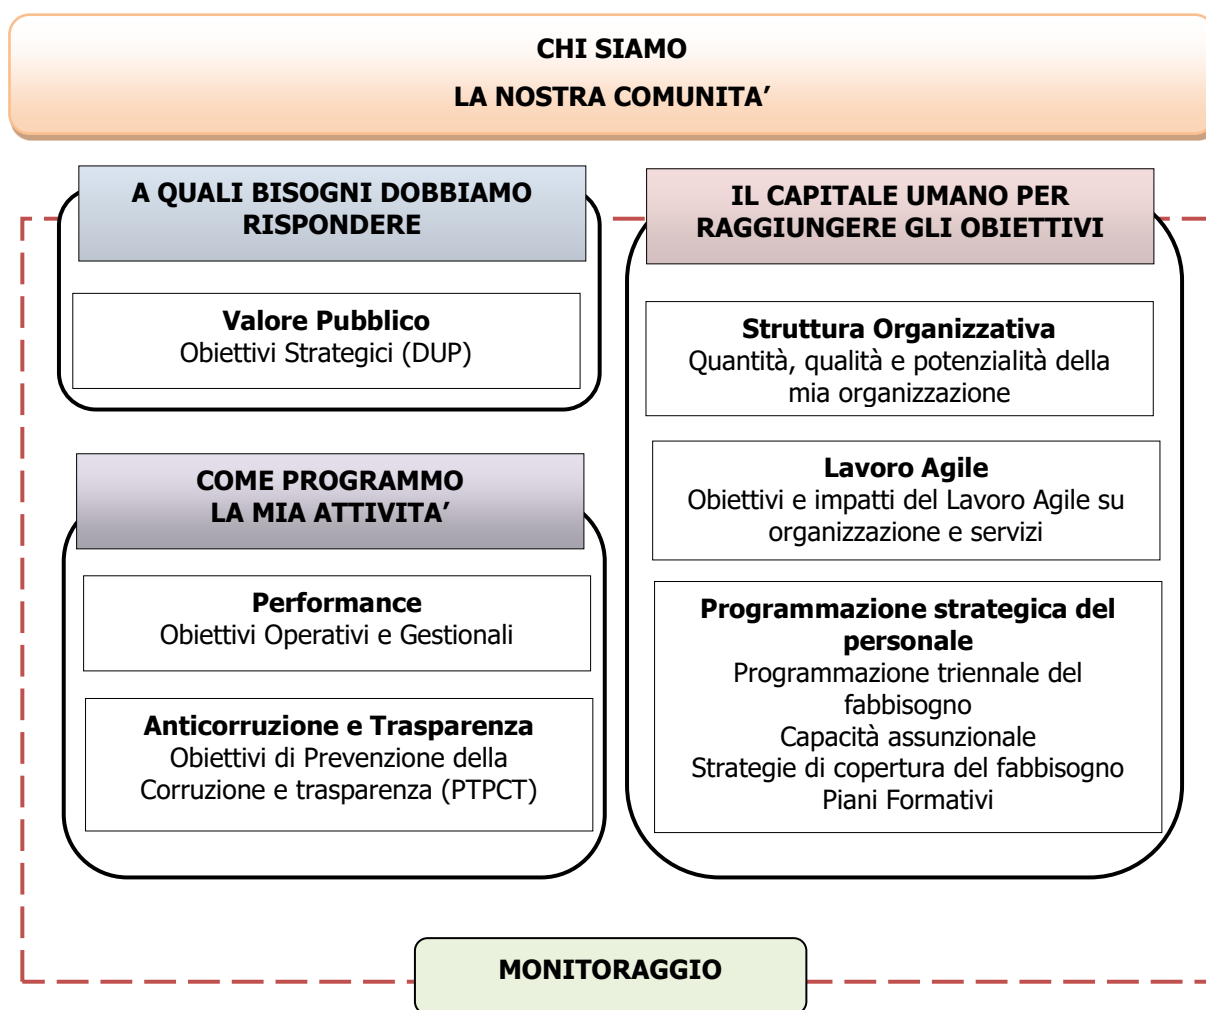 CHI SIAMO
LA NOSTRA COMUNITA’
A QUALI BISOGNI DOBBIAMO
RISPONDERE
Valore Pubblico
Obiettivi Strategici (DUP)
COME PROGRAMMO
LA MIA ATTIVITA’
Performance
Obiettivi Operativi e Gestionali
Anticorruzione e Trasparenza
Obiettivi di Prevenzione della
Corruzione e trasparenza (PTPCT)
IL CAPITALE UMANO PER
RAGGIUNGERE GLI OBIETTIVI
Struttura Organizzativa
Quantità, qualità e potenzialità della
mia organizzazione
Lavoro Agile
Obiettivi e impatti del Lavoro Agile su
organizzazione e servizi
Programmazione strategica del
personale
Programmazione triennale del
fabbisogno
Capacità assunzionale
Strategie di copertura del fabbisogno
Piani Formativi
MONITORAGGIO